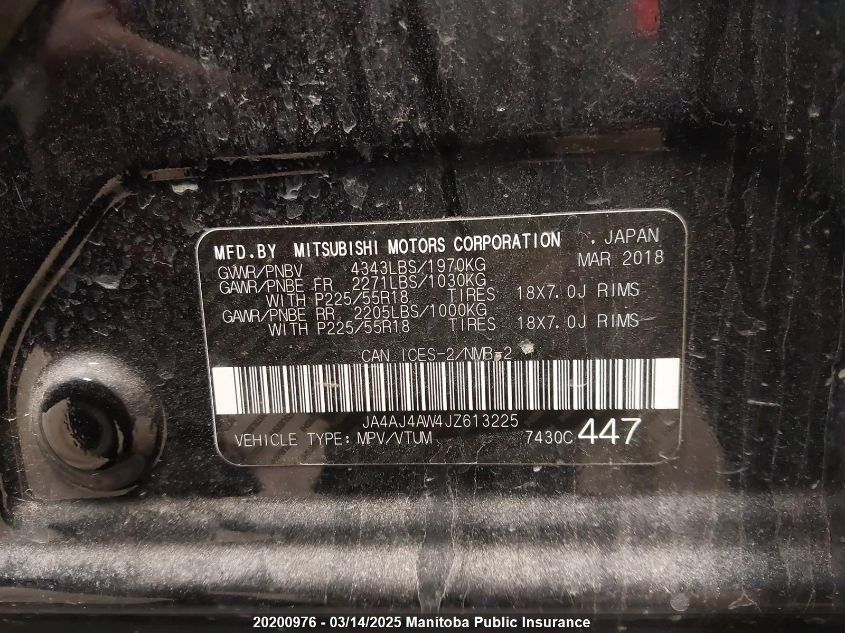 MFD.BY MITSUBISHI MOTORS CORPORATION , JAPAN
GVWR/PNBV 4343LBS/1970KG MAR 2018
GAWR/PNBE FR 2271LBS/1030KG
WITH P225/55R18 TIRES 18X7.0J RIMS
GAWR/PNBE RR 2205LBS/1000KG
WITH P225/55R18 TIRES 18X7.0J RIMS
CAN ICES-2/NMB-2
JA4AJ4AW4JZ613225
VEHICLE TYPE:MPV/VTUM 7430C 447
20200976 - 03/14/2025 Manitoba Public Insurance